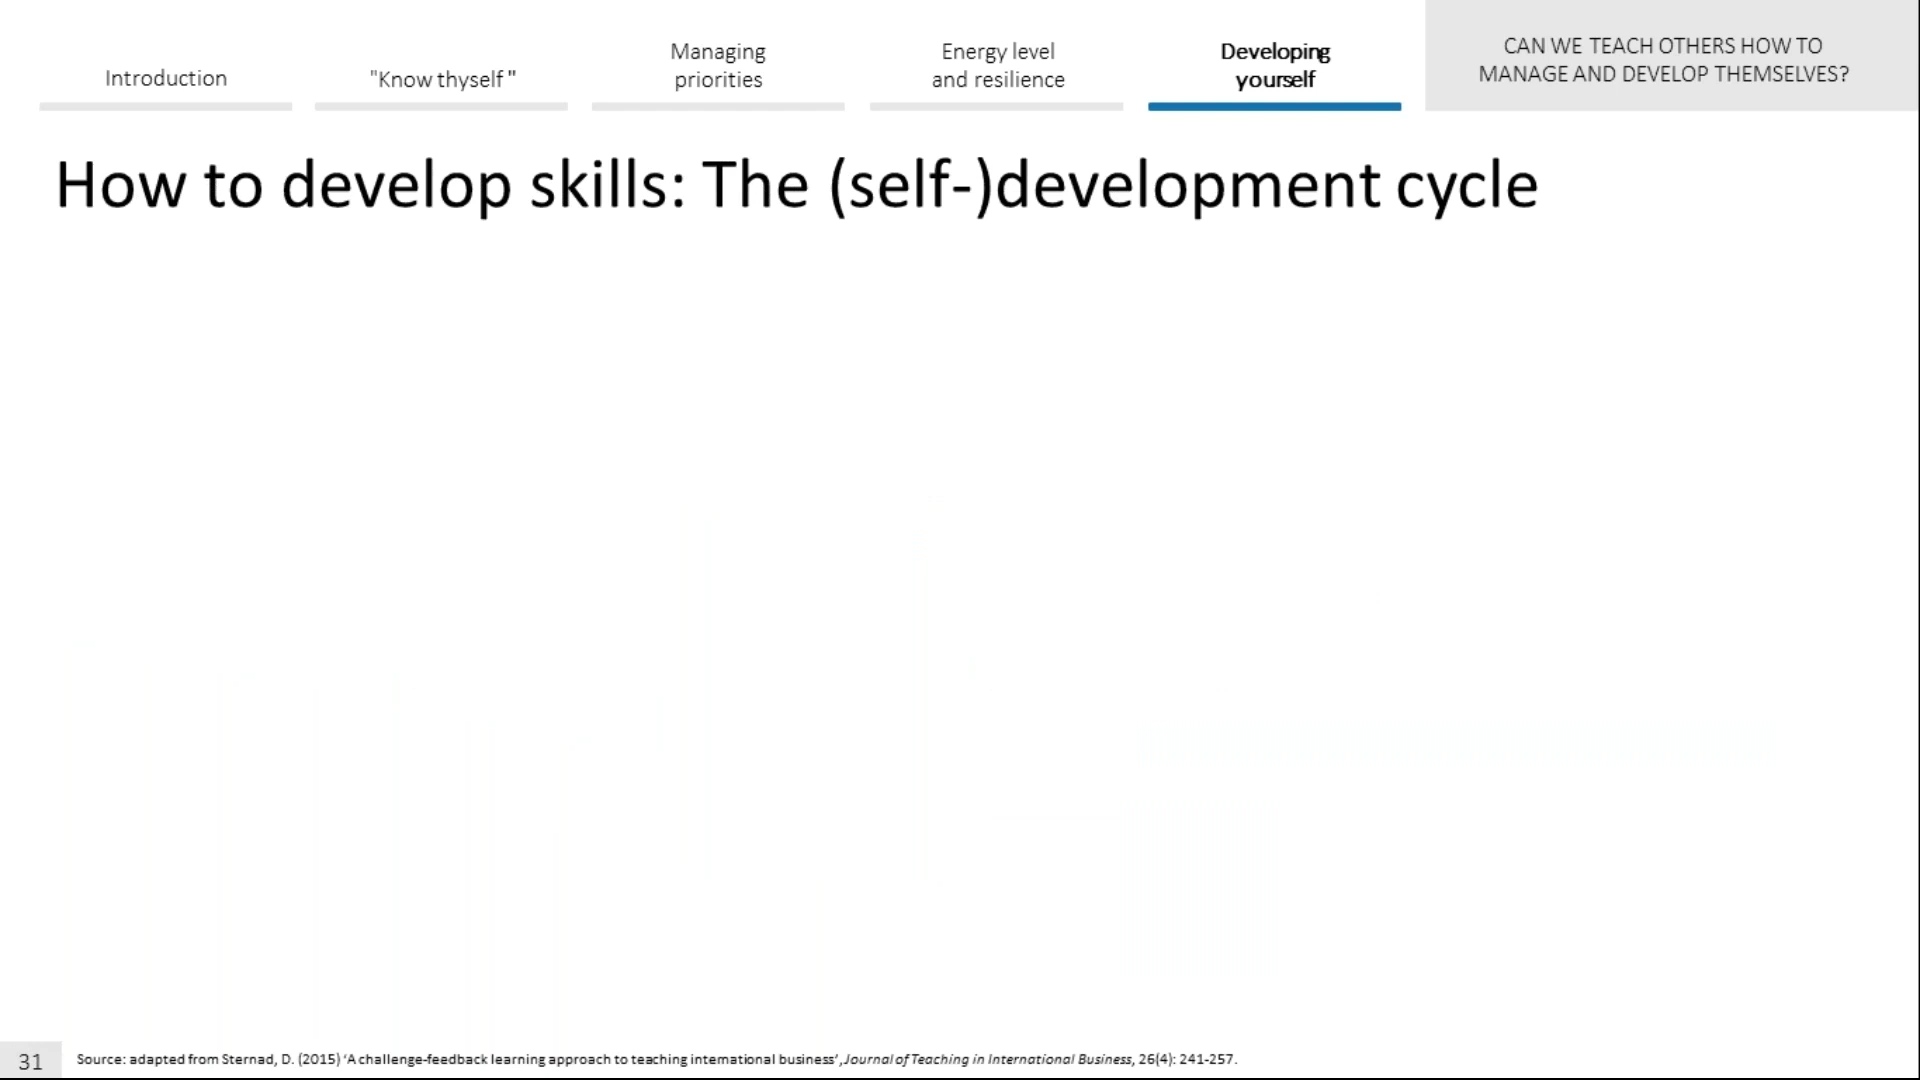 Introduction
"Know thyself"
Managing
priorities
Energy level
and resilience
Developing
yourself
CAN WE TEACH OTHERS HOW TO
MANAGE AND DEVELOP THEMSELVES?
How to develop skills: The (self-)development cycle
31
Source: adapted from Sternad, D. (2015) ‘A challenge-feedback learning approach to teaching international business’, Journal of Teaching in International Business, 26(4): 241-257.